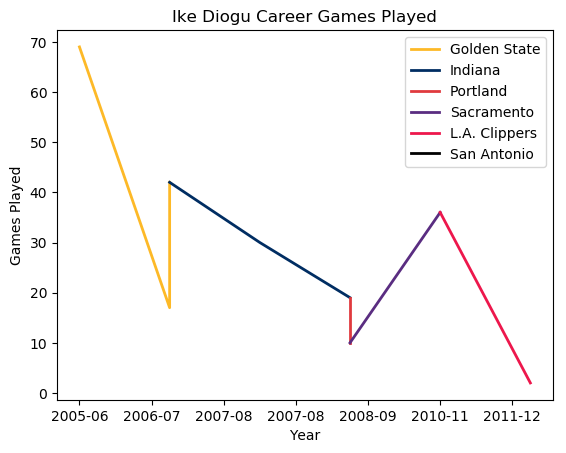 Ike Diogu Career Games Played
Golden State
Indiana
Portland
Sacramento
L.A. Clippers
San Antonio
Games Played
70
60
50
40
30
20
10
0
2005-06 2006-07 2007-08 2007-08 2008-09 2010-11 2011-12
Year